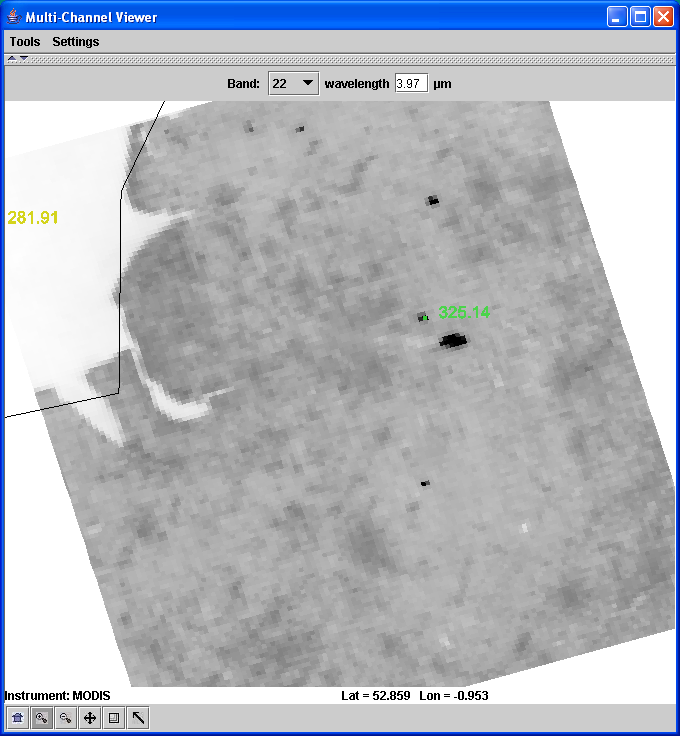 Multi-Channel Viewer
Tools Settings
Band: 22 wavelength 3.97 µm
281.91
325.14
Instrument: MODIS Lat = 52.859 Lon = -0.953